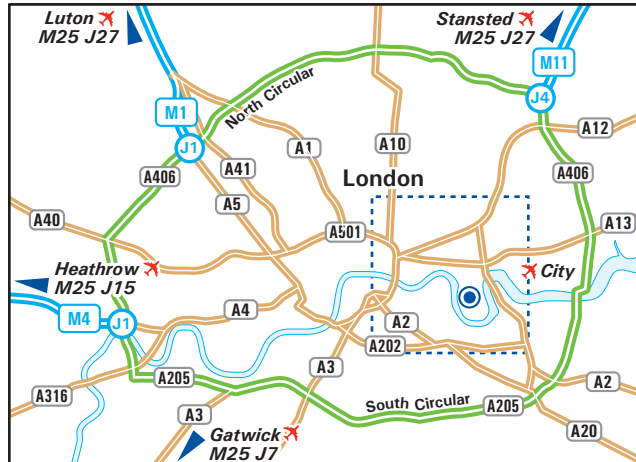 Luton
M25 J27
Stansted
M25 J27
M11
North Circular
M1
J4
J1
A1
A10
A12
A406
A41
A406
London
A5
A40
A501
A13
Heathrow
M25 J15
City
M4
J1
A4
A2
A202
A3
A316
A205
A3
South Circular
A205
A2
Gatwick
M25 J7
A20